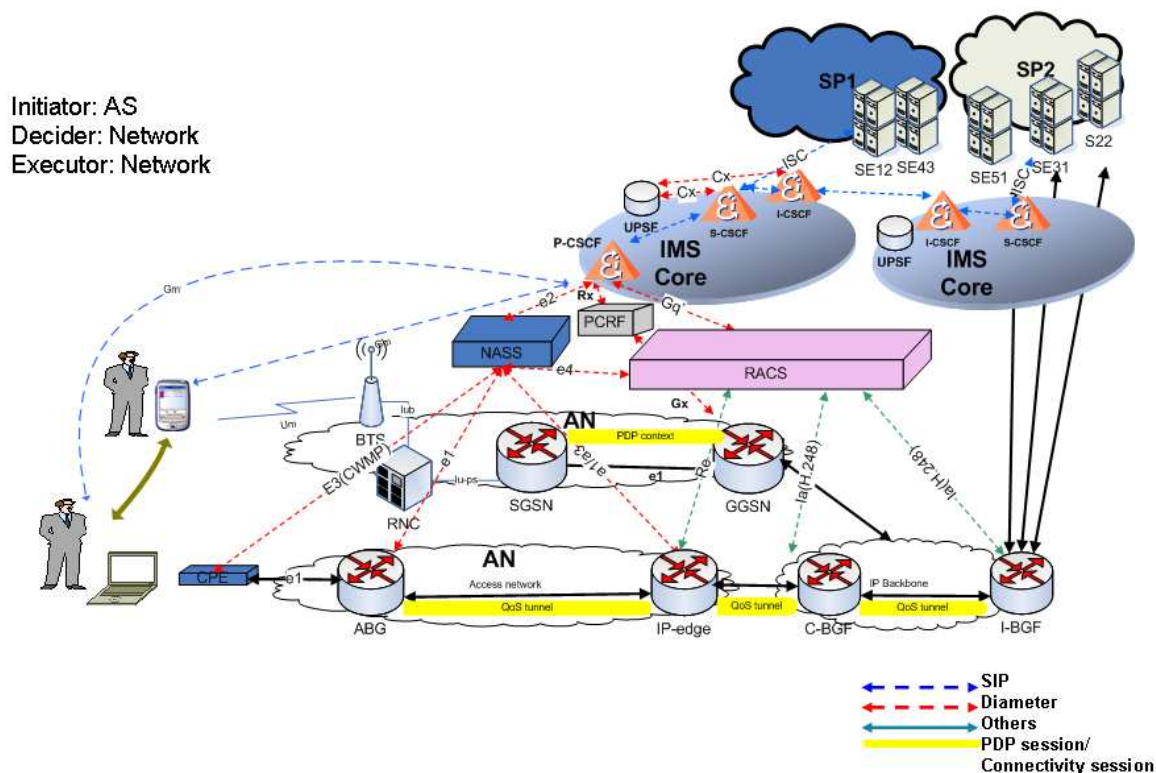 SP1
SP2
S22
Initiator: AS
Decider: Network
Executor: Network
SE12
SE43
SE51
SE31
ISC
ISC
Cx
Cx
UPSE
I-CSCF
S-CSCF
P-CSCF
IMS
Core
UPSF
I-CSCF
S-CSCF
IMS
Core
Gm
e2
Rx
Gq
PCRF
NASS
e4
RACS
Gx
AN
Um
Iub
BTS
PDP context
E3(CWMP)
e1
a1/a3
Re
Ia(H.248)
Ia(H.248)
Iu-ps
e1
RNC
SGSN
GGSN
AN
CPE
e1
Access network
IP Backbone
QoS tunnel
QoS tunnel
QoS tunnel
ABG
IP-edge
C-BGF
I-BGF
SIP
Diameter
Others
PDP session/
Connectivity session